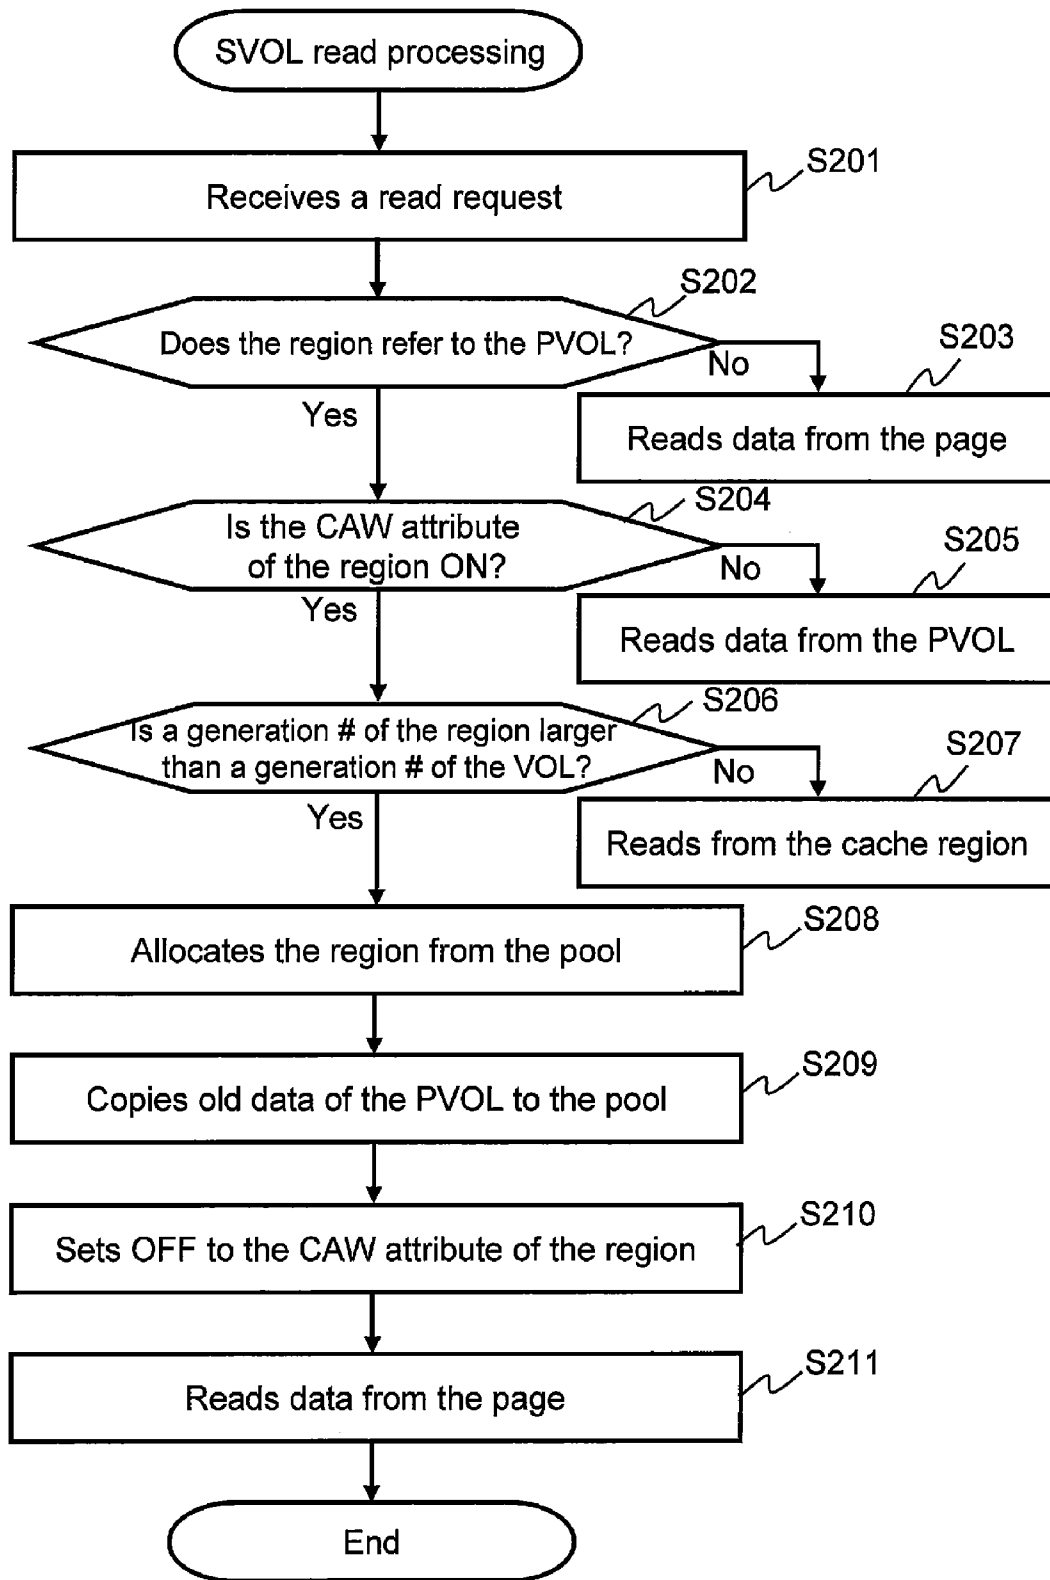 SVOL read processing
S201
Receives a read request
S202
Does the region refer to the PVOL?
No
S203
Yes
Reads data from the page
S204
Is the CAW attribute
of the region ON?
No
S205
Yes
Reads data from the PVOL
S206
Is a generation # of the region larger
than a generation # of the VOL?
No
S207
Yes
Reads from the cache region
S208
Allocates the region from the pool
S209
Copies old data of the PVOL to the pool
S210
Sets OFF to the CAW attribute of the region
S211
Reads data from the page
End